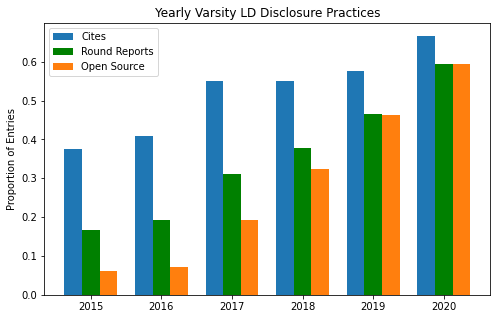 Yearly Varsity LD Disclosure Practices
Cites
Round Reports
Open Source
Proportion of Entries
0.6
0.5
0.4
0.3
0.2
0.1
0.0
2015 2016 2017 2018 2019 2020